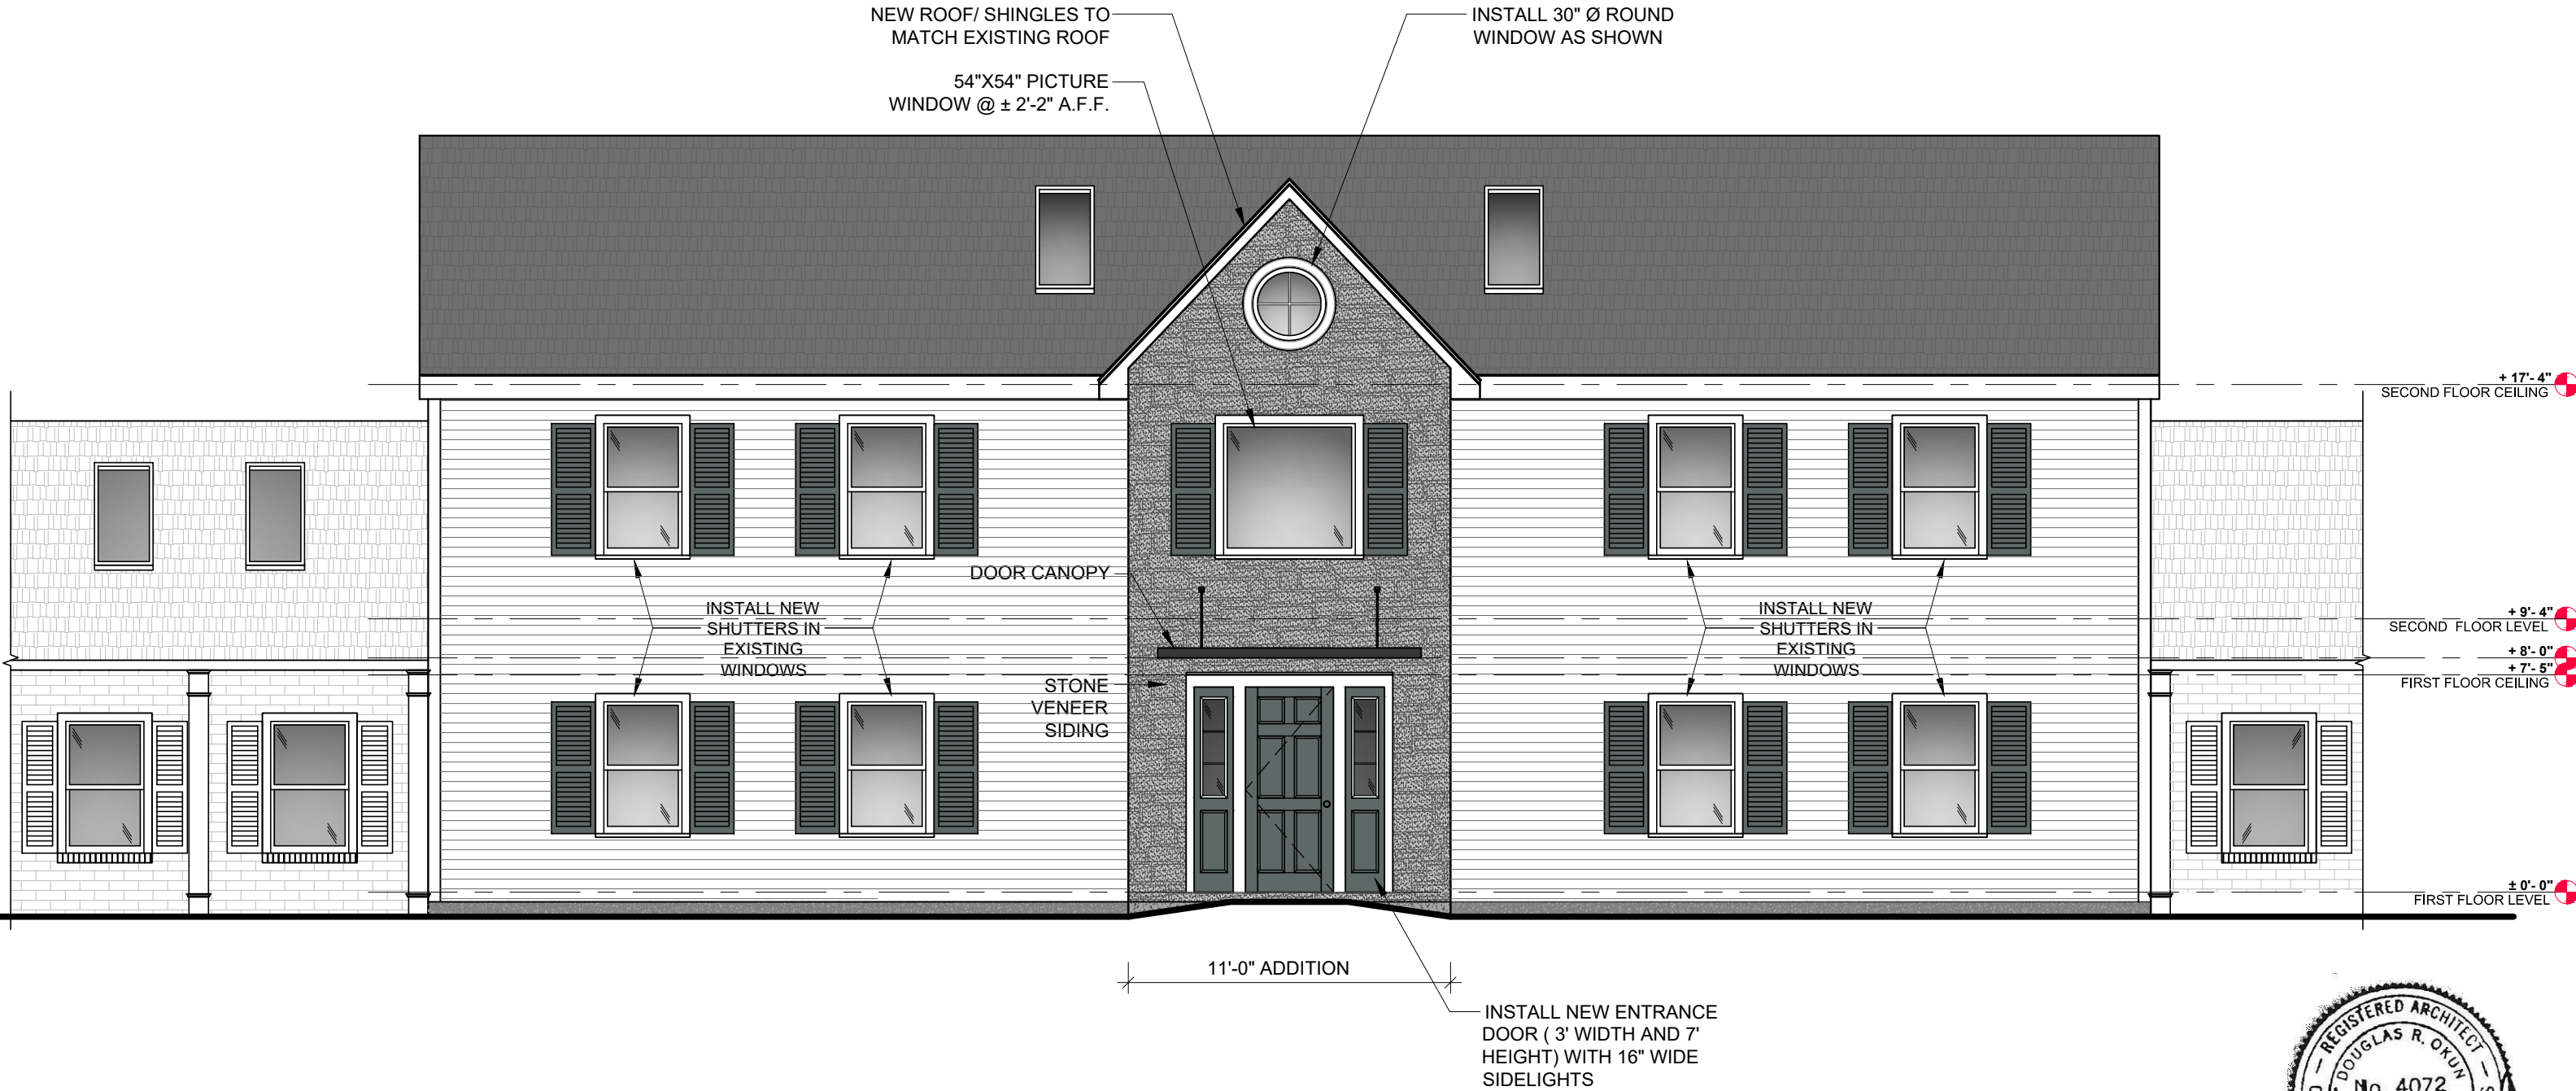 NEW ROOF/ SHINGLES TO
MATCH EXISTING ROOF
INSTALL 30" Ø ROUND
WINDOW AS SHOWN
54"X54" PICTURE
WINDOW @ ± 2'-2" A.F.F.
+ 17'- 4"
SECOND FLOOR CEILING
DOOR CANOPY
INSTALL NEW
SHUTTERS IN
EXISTING
WINDOWS
INSTALL NEW
SHUTTERS IN
EXISTING
WINDOWS
+ 9'- 4"
SECOND FLOOR LEVEL
+ 8'- 0"
+ 7'- 5"
FIRST FLOOR CEILING
STONE
VENEER
SIDING
± 0'- 0"
FIRST FLOOR LEVEL
11'-0" ADDITION
INSTALL NEW ENTRANCE
DOOR ( 3' WIDTH AND 7'
HEIGHT) WITH 16" WIDE
SIDELIGHTS
REGISTERED ARCHITECT
DOUGLAS R. OKUN
No. 4072